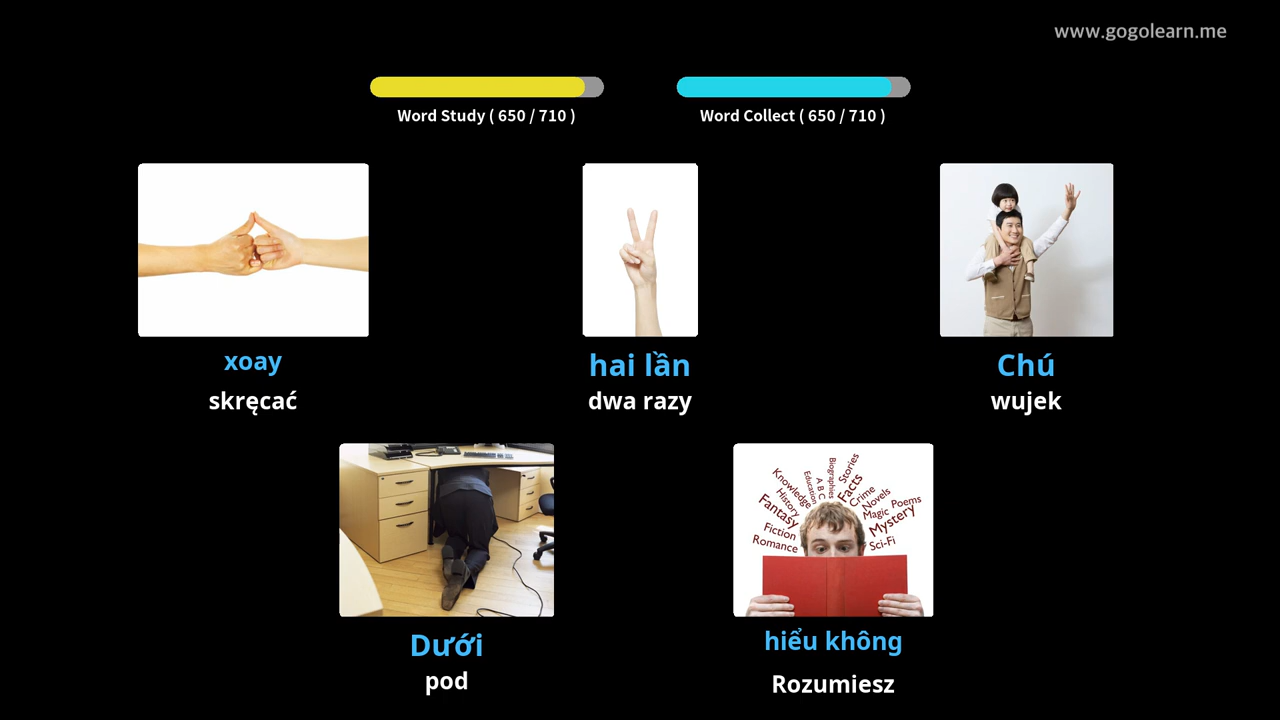 www.gogolearn.me
Word Study ( 650 / 710 )
Word Collect ( 650 / 710 )
xoay
skręcać
hai lần
dwa razy
Chú
wujek
Dưới
pod
Knowledge
History
Fantasy
Fiction
Romance
Education
A B C
Biographies
Stories
Facts
Crime
Novels
Magic
Poems
Mystery
Sci-Fi
hiểu không
Rozumiesz